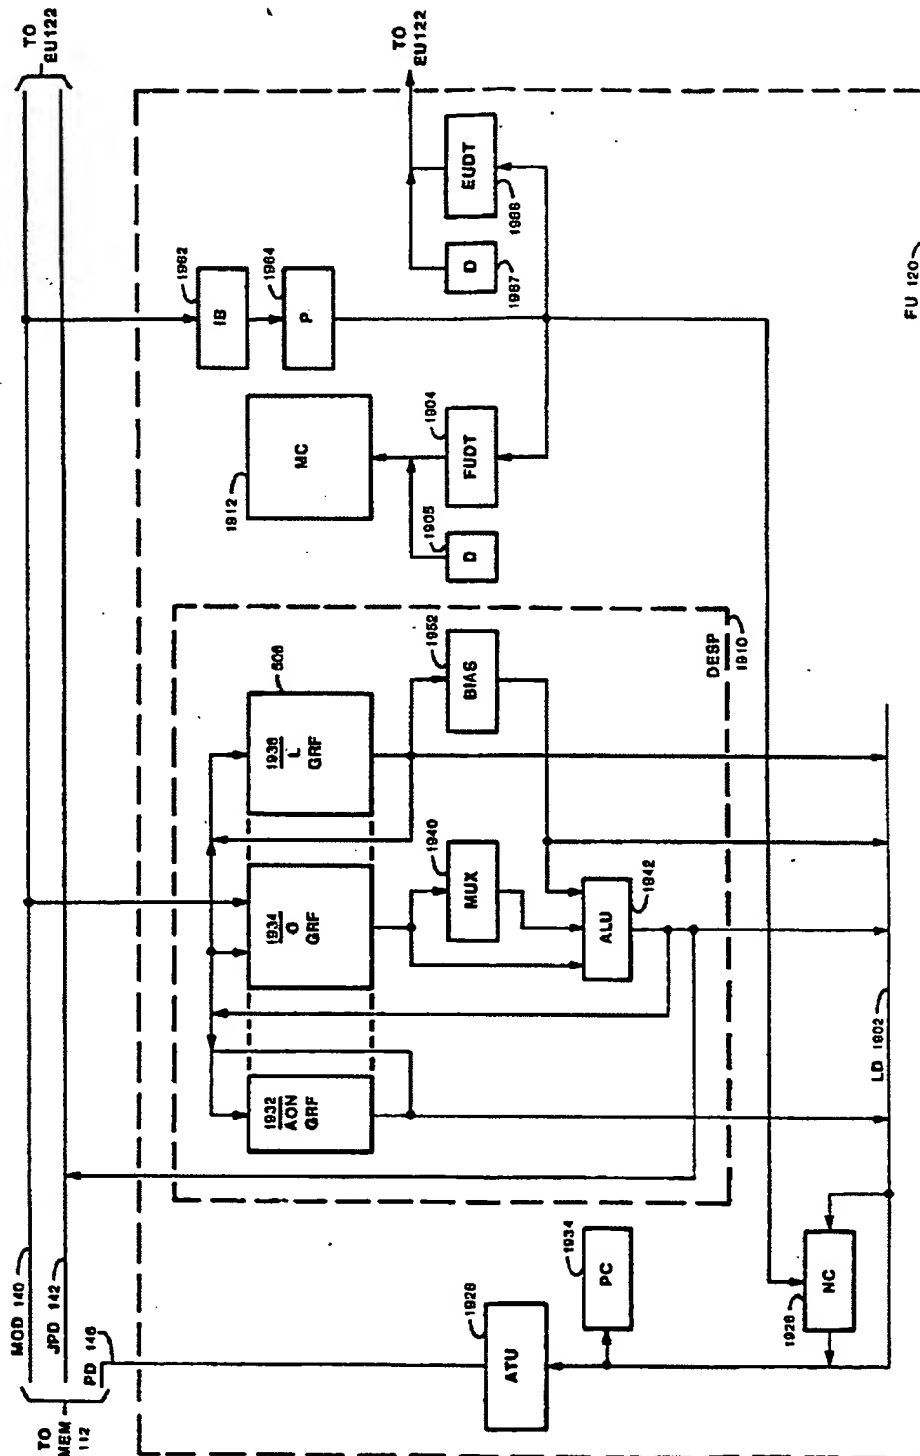 TO
EU122
TO
EU122
EUDT
1966
D
1967
FU 120
1962
IB
1964
P
1912
MC
1904
FUDT
1905
D
DESP
1910
1936
L
GRF
1952
BIAS
1934
O
GRF
1940
MUX
ALU
1942
1932
AON
GRF
LD 1902
MOD 140
JPD 142
PD 146
TO
MEM
112
1928
ATU
1934
PC
NC
1926